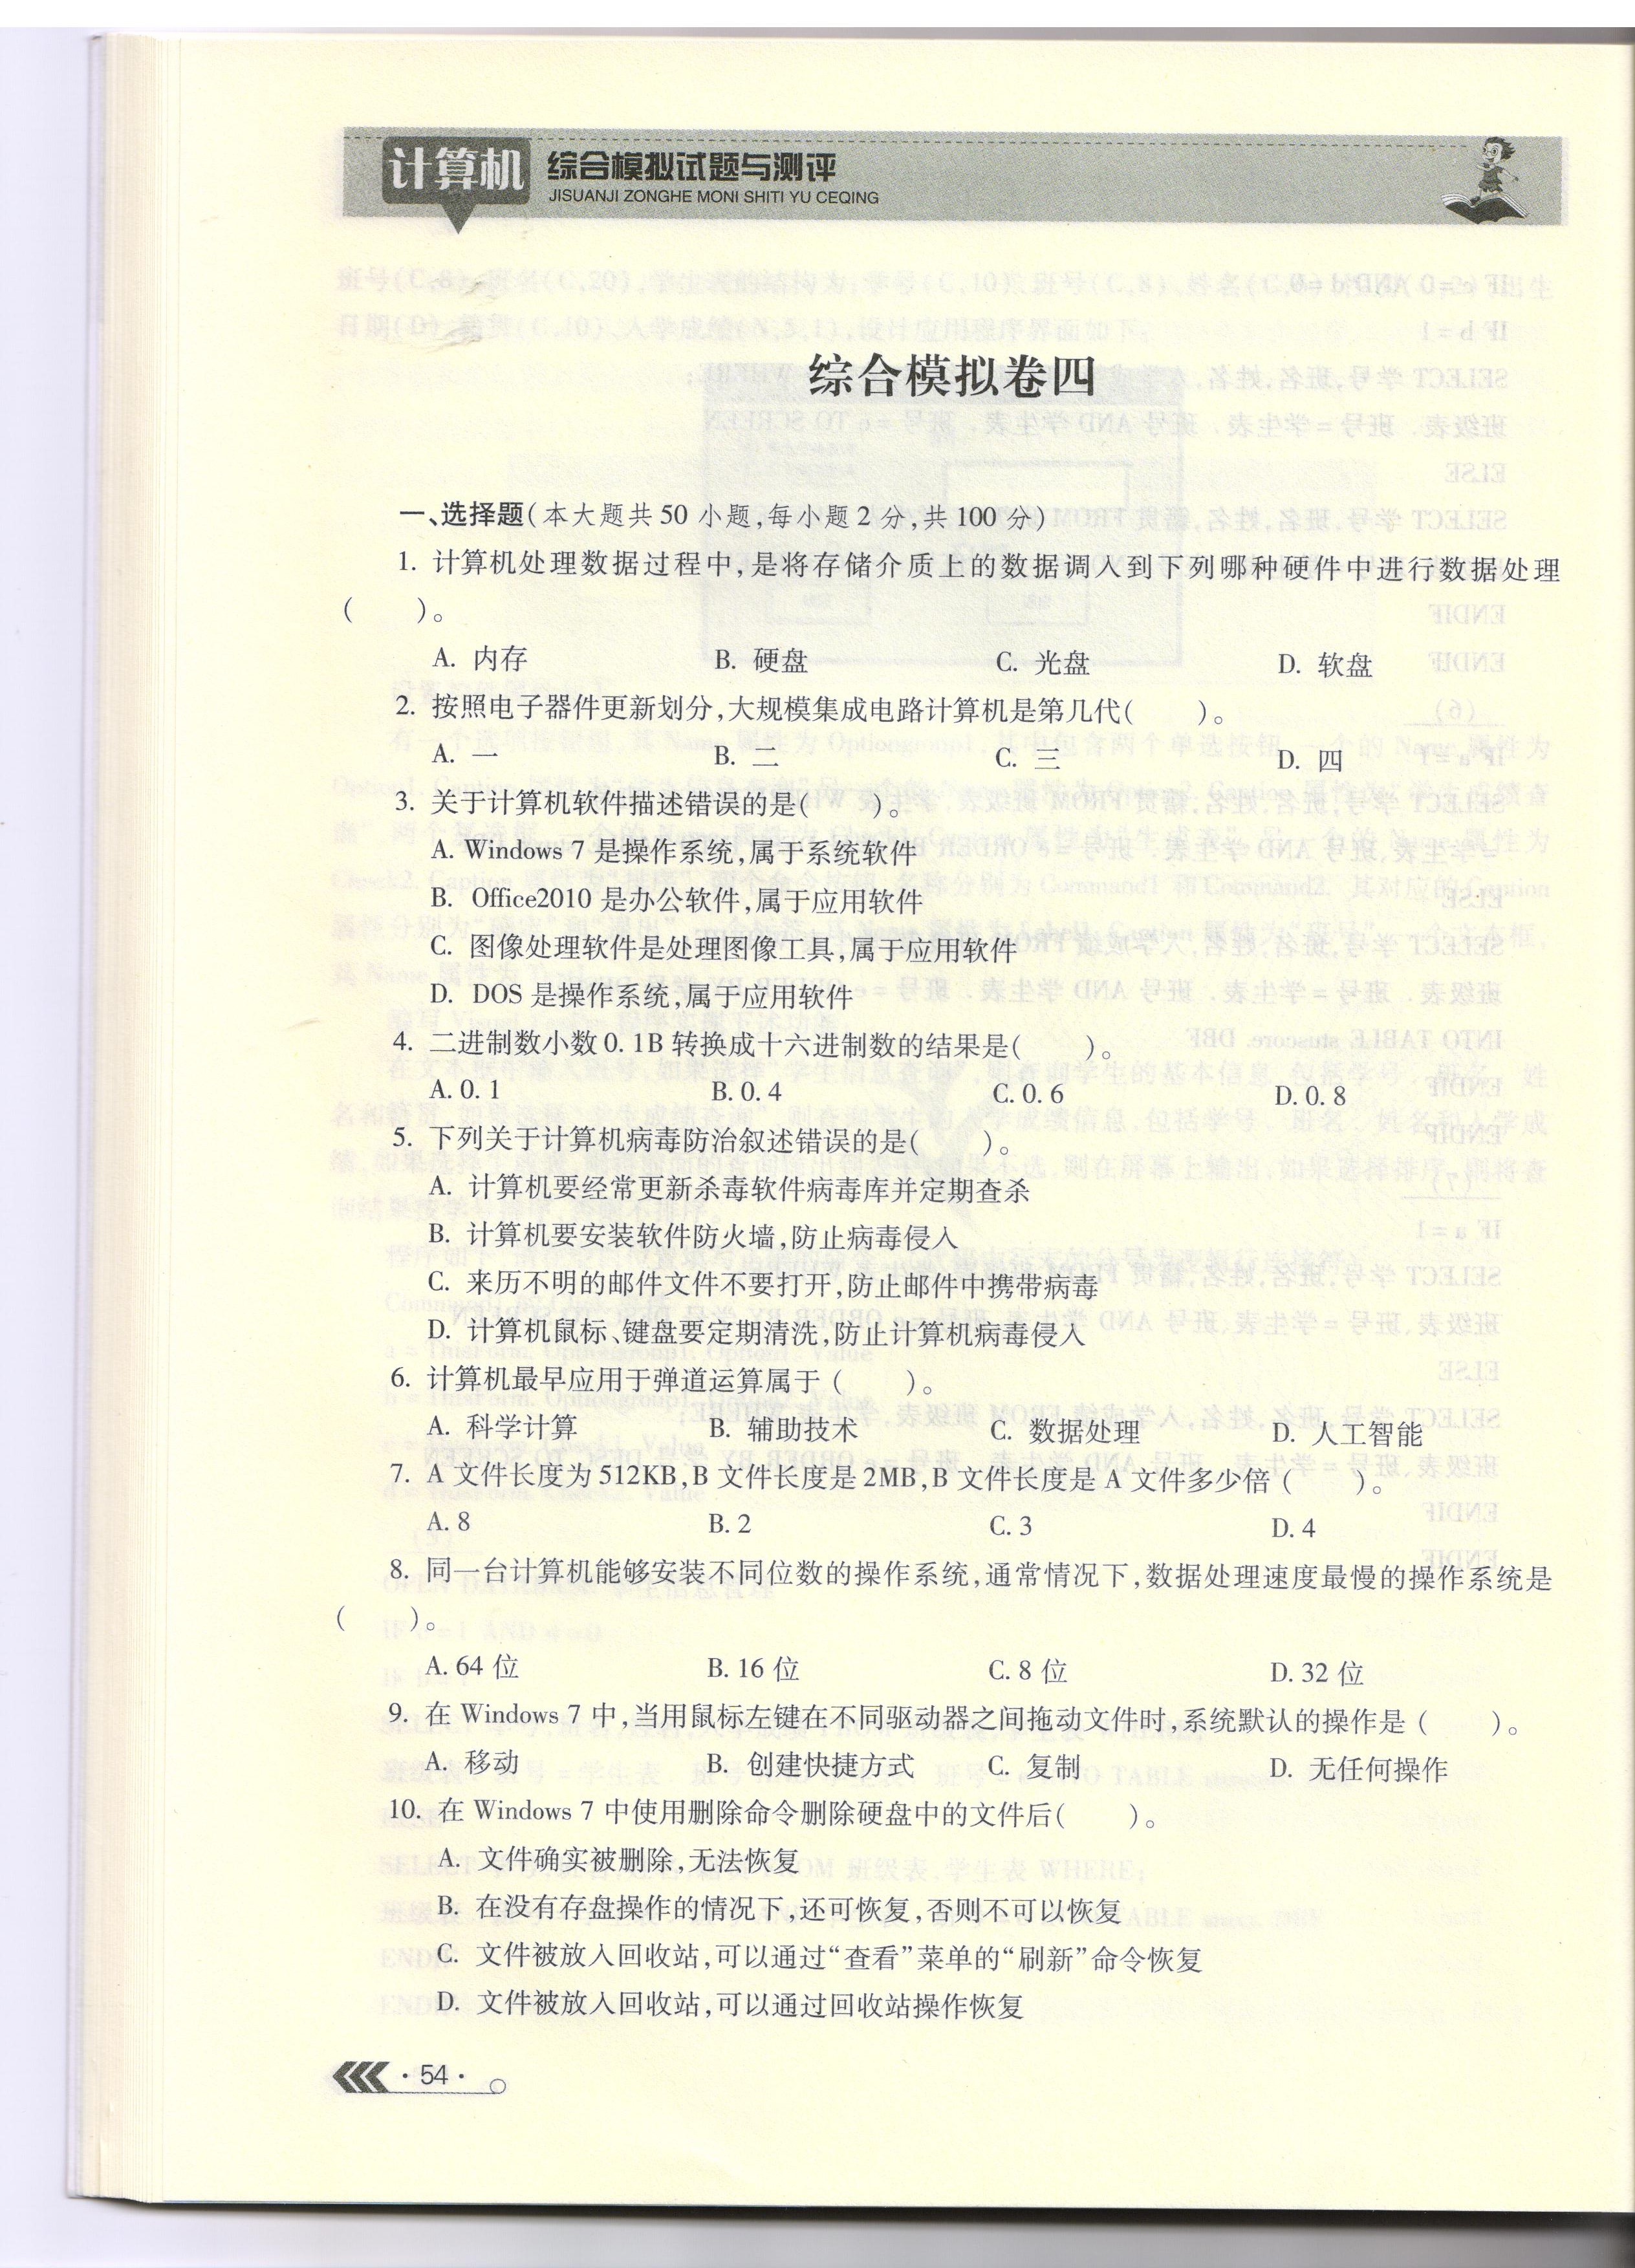 计算机 综合模拟试题与测评
JISUANJI ZONGHE MONI SHITI YU CEQING
综合模拟卷四
一、选择题(本大题共50 小题,每小题2 分,共100 分)
1. 计算机处理数据过程中,是将存储介质上的数据调入到下列哪种硬件中进行数据处理
(  )。
A. 内存 B. 硬盘 C. 光盘 D. 软盘
2. 按照电子器件更新划分,大规模集成电路计算机是第几代(  )。
A. 一 B. 二 C. 三 D. 四
3. 关于计算机软件描述错误的是(  )。
A. Windows 7 是操作系统,属于系统软件
B. Office2010 是办公软件,属于应用软件
C. 图像处理软件是处理图像工具,属于应用软件
D. DOS 是操作系统,属于应用软件
4. 二进制数小数0. 1B 转换成十六进制数的结果是(  )。
A. 0. 1 B. 0. 4 C. 0. 6 D. 0. 8
5. 下列关于计算机病毒防治叙述错误的是(  )。
A. 计算机要经常更新杀毒软件病毒库并定期查杀
B. 计算机要安装软件防火墙,防止病毒侵入
C. 来历不明的邮件文件不要打开,防止邮件中携带病毒
D. 计算机鼠标、键盘要定期清洗,防止计算机病毒侵入
6. 计算机最早应用于弹道运算属于 (  )。
A. 科学计算 B. 辅助技术 C. 数据处理 D. 人工智能
7. A 文件长度为512KB,B 文件长度是2MB,B 文件长度是 A 文件多少倍 (  )。
A. 8 B. 2 C. 3 D. 4
8. 同一台计算机能够安装不同位数的操作系统,通常情况下,数据处理速度最慢的操作系统是
(  )。
A. 64 位 B. 16 位 C. 8 位 D. 32 位
9. 在 Windows 7 中,当用鼠标左键在不同驱动器之间拖动文件时,系统默认的操作是 (  )。
A. 移动 B. 创建快捷方式 C. 复制 D. 无任何操作
10. 在 Windows 7 中使用删除命令删除硬盘中的文件后(  )。
A. 文件确实被删除,无法恢复
B. 在没有存盘操作的情况下,还可恢复,否则不可以恢复
C. 文件被放入回收站,可以通过“查看”菜单的“刷新”命令恢复
D. 文件被放入回收站,可以通过回收站操作恢复
· 54 ·